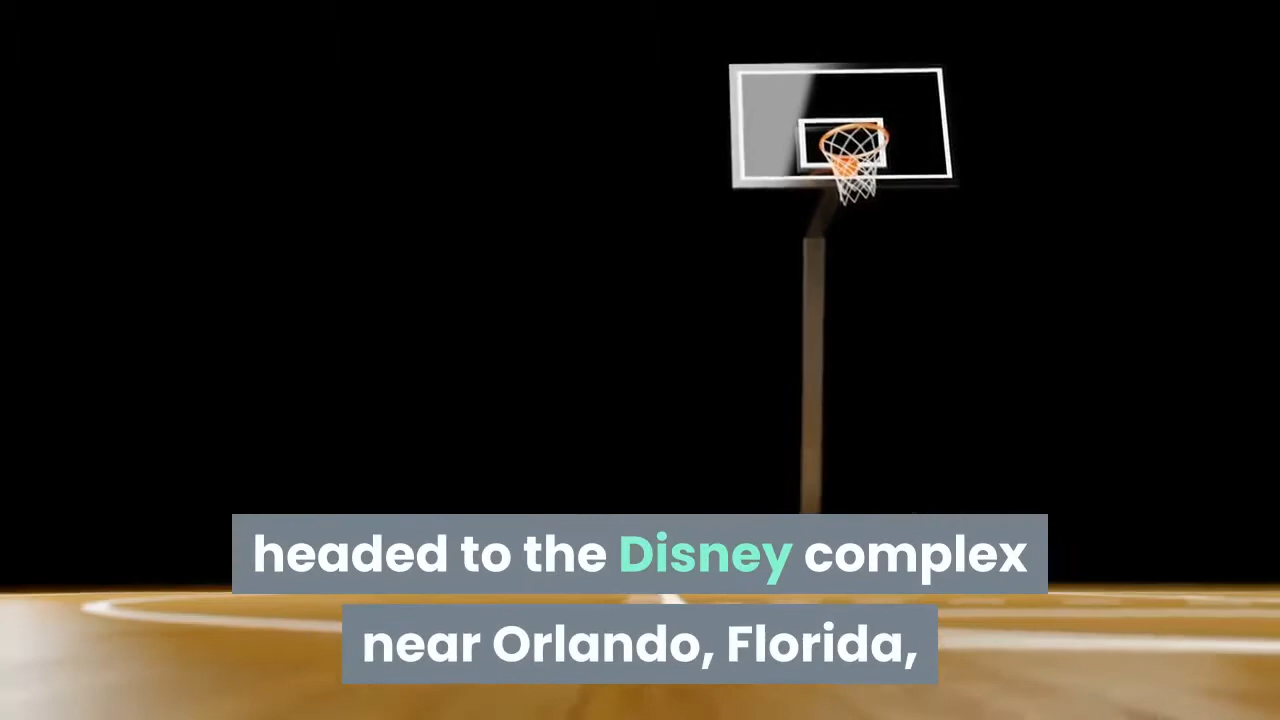 headed to the Disney complex
near Orlando, Florida,